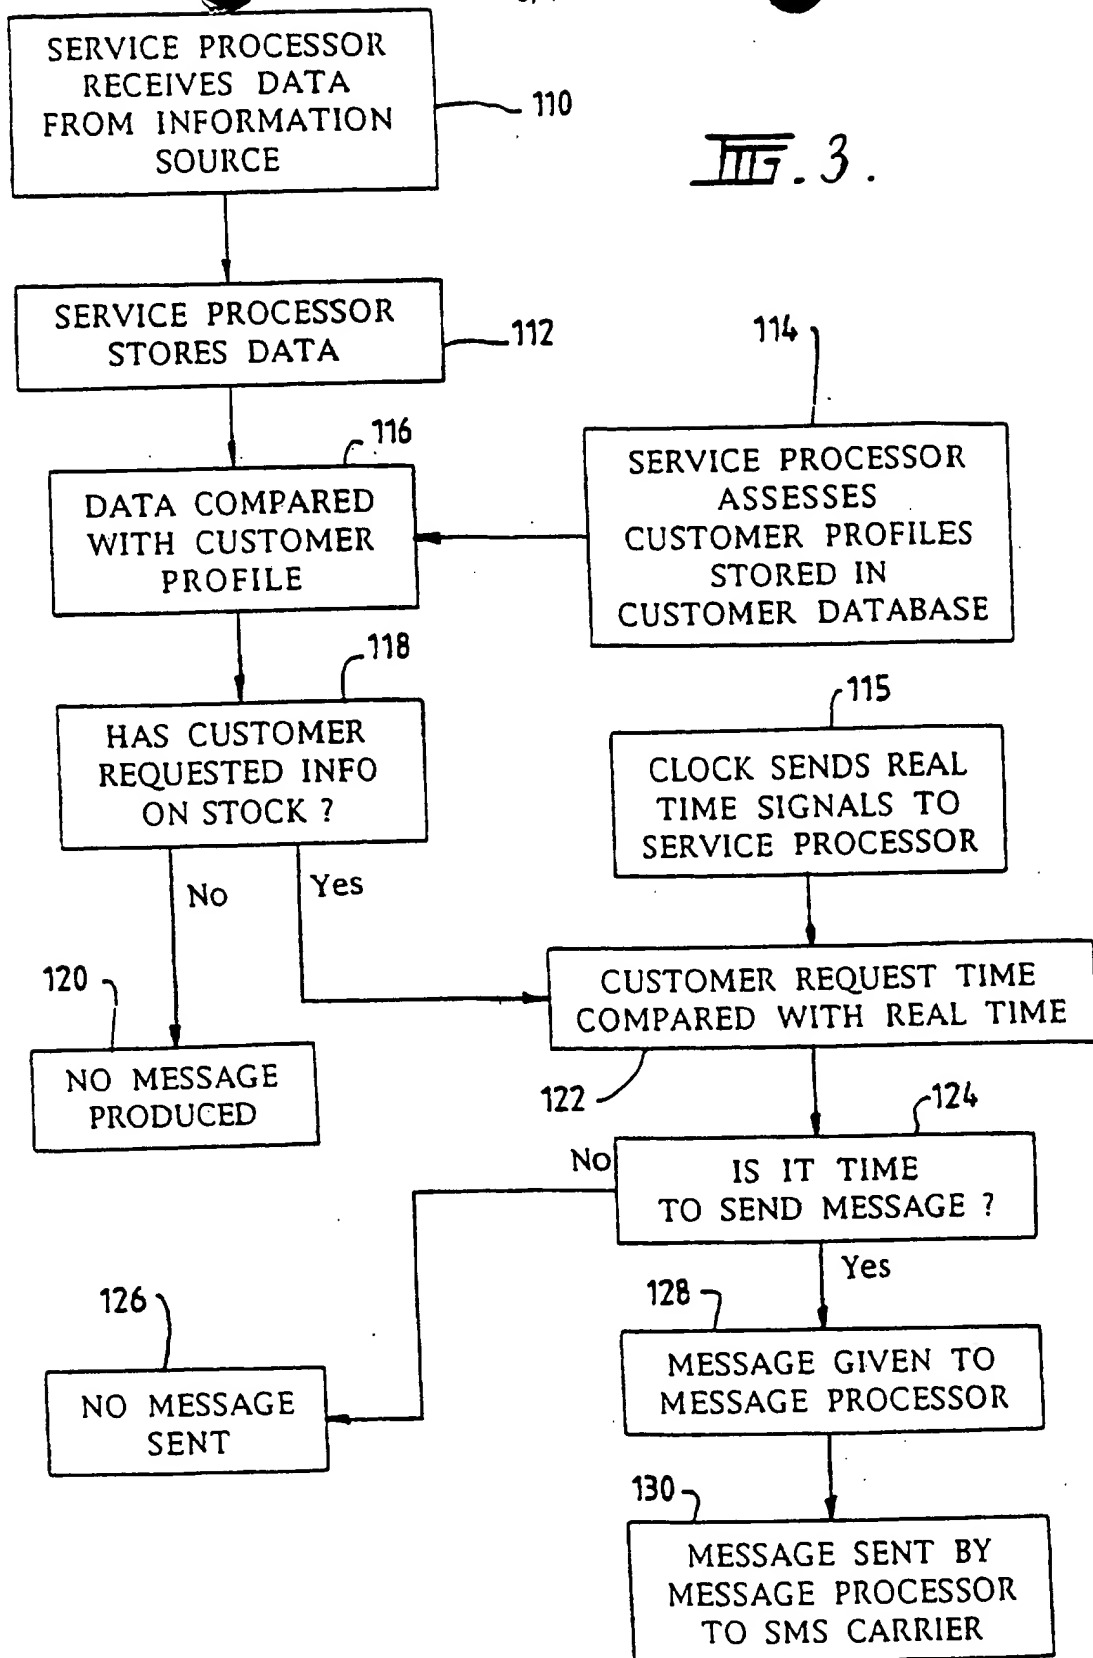 SERVICE PROCESSOR
RECEIVES DATA
FROM INFORMATION
SOURCE
110
FIG. 3.
SERVICE PROCESSOR
STORES DATA
112
114
116
DATA COMPARED
WITH CUSTOMER
PROFILE
SERVICE PROCESSOR
ASSESSES
CUSTOMER PROFILES
STORED IN
CUSTOMER DATABASE
118
HAS CUSTOMER
REQUESTED INFO
ON STOCK ?
115
CLOCK SENDS REAL
TIME SIGNALS TO
SERVICE PROCESSOR
No
Yes
120
NO MESSAGE
PRODUCED
CUSTOMER REQUEST TIME
COMPARED WITH REAL TIME
122
124
No
IS IT TIME
TO SEND MESSAGE ?
Yes
126
NO MESSAGE
SENT
128
MESSAGE GIVEN TO
MESSAGE PROCESSOR
130
MESSAGE SENT BY
MESSAGE PROCESSOR
TO SMS CARRIER